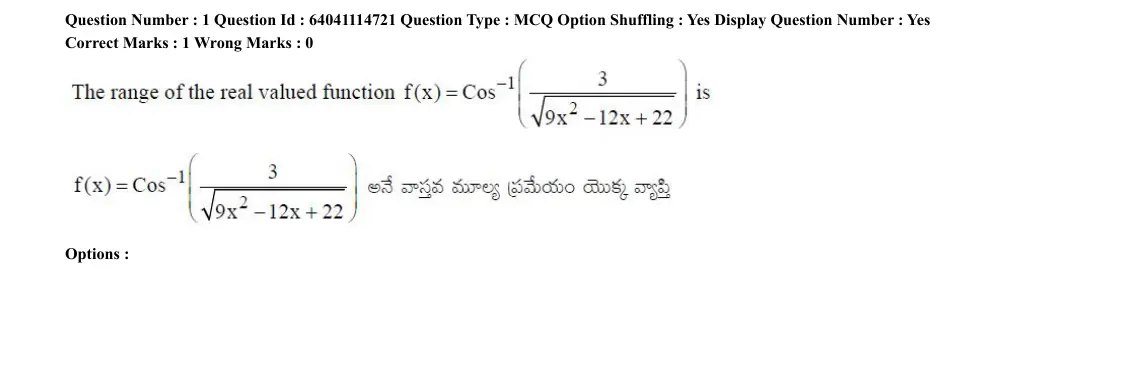 Question Number : 1 Question Id : 64041114721 Question Type : MCQ Option Shuffling : Yes Display Question Number : Yes
Correct Marks : 1 Wrong Marks : 0
The range of the real valued function f(x) = Cos⁻¹(3/√(9x² − 12x + 22)) is
f(x) = Cos⁻¹(3/√(9x² − 12x + 22)) అనే వాస్తవ మూల్య ప్రమేయం యొక్క వ్యాప్తి
Options :